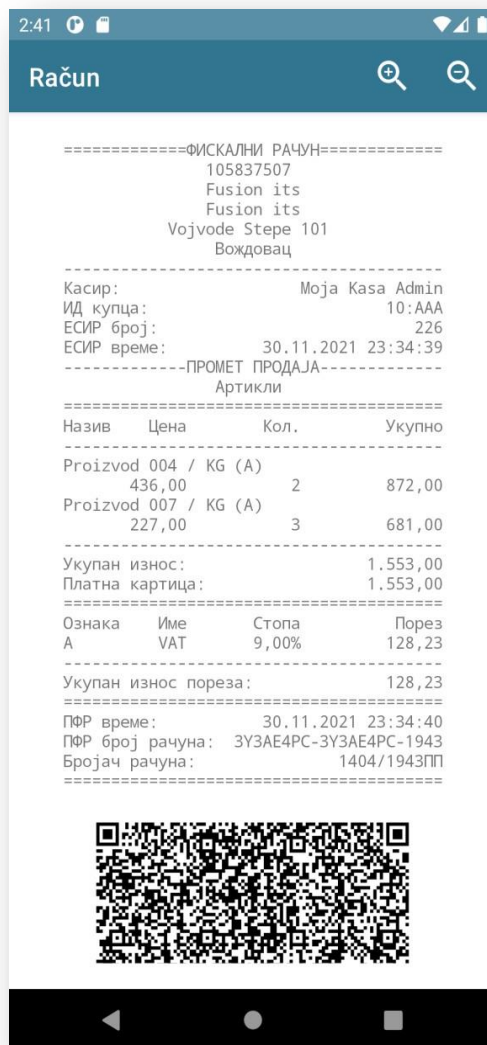 2:41
Račun
=============ФИСКАЛНИ РАЧУН=============
105837507
Fusion its
Fusion its
Vojvode Stepe 101
Вождовац
----------------------------------------
Касир: Moja Kasa Admin
ИД купца: 10:AAA
ЕСИР број: 226
ЕСИР време: 30.11.2021 23:34:39
-------------ПРОМЕТ ПРОДАЈА-------------
Артикли
========================================
Назив Цена Кол. Укупно
----------------------------------------
Proizvod 004 / KG (A)
436,00 2 872,00
Proizvod 007 / KG (A)
227,00 3 681,00
----------------------------------------
Укупан износ: 1.553,00
Платна картица: 1.553,00
========================================
Ознака Име Стопа Порез
A VAT 9,00% 128,23
----------------------------------------
Укупан износ пореза: 128,23
========================================
ПФР време: 30.11.2021 23:34:40
ПФР број рачуна: 3Y3AE4PC-3Y3AE4PC-1943
Бројач рачуна: 1404/1943ПП
========================================